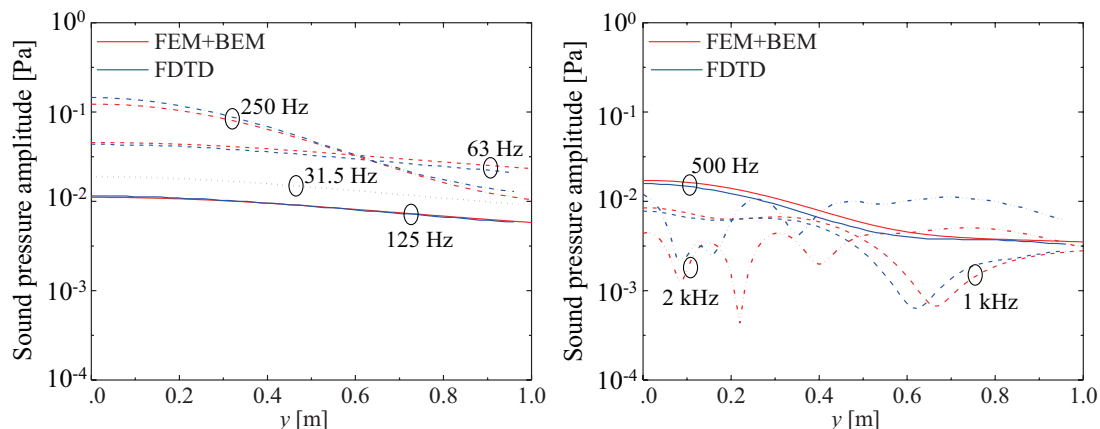 Sound pressure amplitude [Pa]
10^0
10^-1
10^-2
10^-3
10^-4
FEM+BEM
FDTD
250 Hz
63 Hz
31.5 Hz
125 Hz
.0 0.2 0.4 0.6 0.8 1.0
y [m]
Sound pressure amplitude [Pa]
10^0
10^-1
10^-2
10^-3
10^-4
FEM+BEM
FDTD
500 Hz
2 kHz
1 kHz
.0 0.2 0.4 0.6 0.8 1.0
y [m]